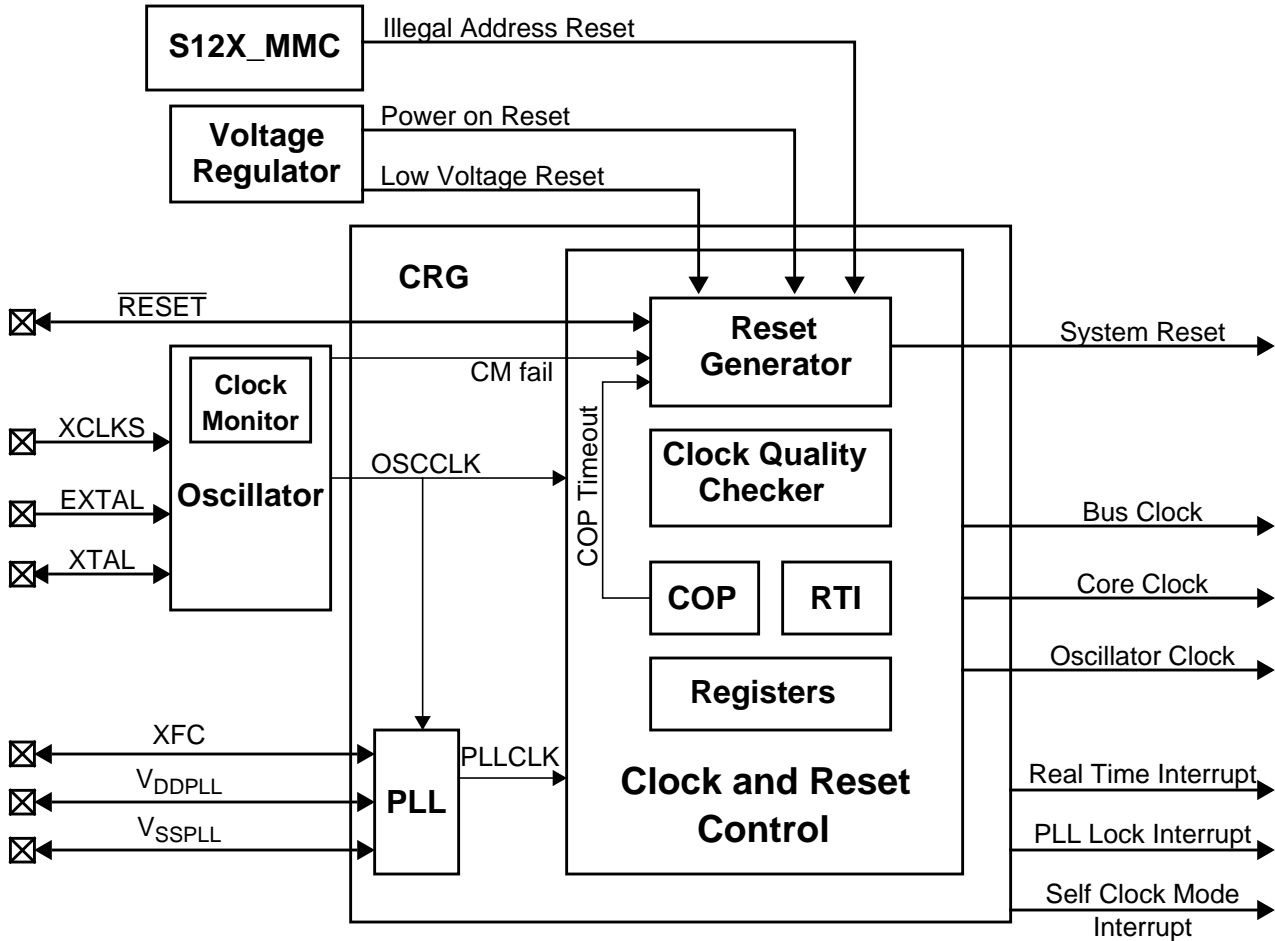 S12X_MMC
Illegal Address Reset
Voltage
Regulator
Power on Reset
Low Voltage Reset
CRG
RESET
Reset
Generator
System Reset
CM fail
Clock
Monitor
XCLKS
OSCCLK
COP Timeout
Clock Quality
Checker
Oscillator
EXTAL
Bus Clock
XTAL
COP
RTI
Core Clock
Oscillator Clock
Registers
XFC
PLLCLK
VDDPLL
PLL
VSSPLL
Clock and Reset
Control
Real Time Interrupt
PLL Lock Interrupt
Self Clock Mode
Interrupt